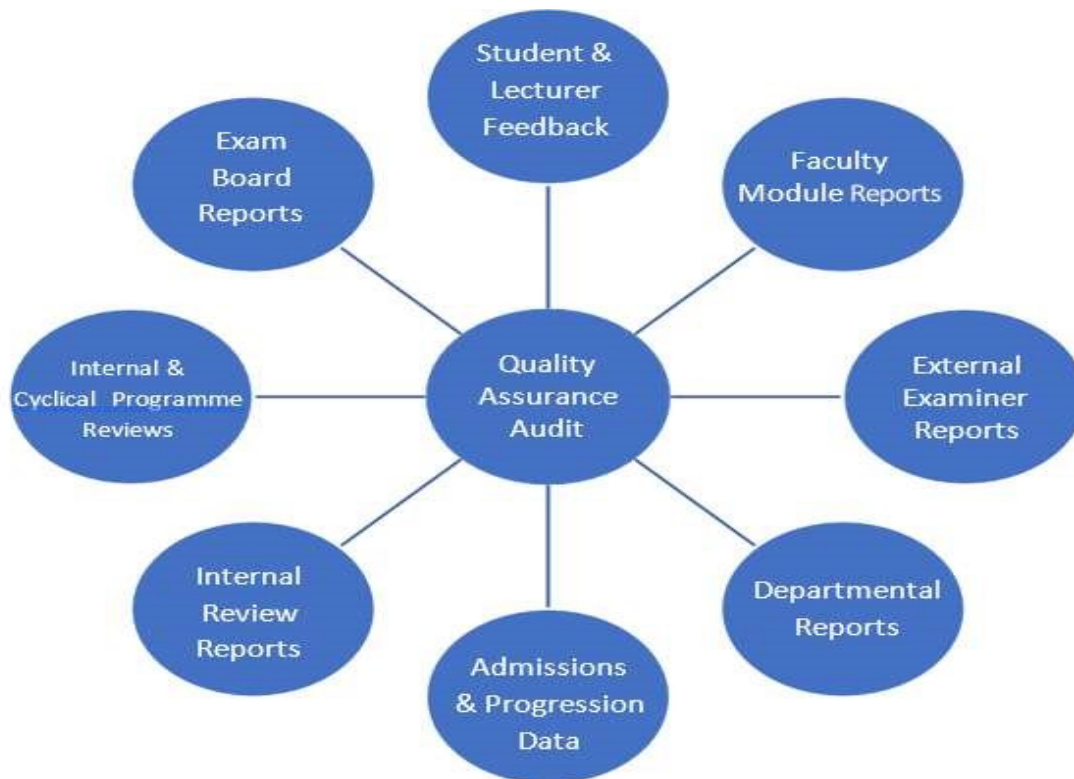 Student &
Lecturer
Feedback
Exam
Board
Reports
Faculty
Module Reports
Internal &
Cyclical Programme
Reviews
Quality
Assurance
Audit
External
Examiner
Reports
Internal
Review
Reports
Departmental
Reports
Admissions
& Progression
Data